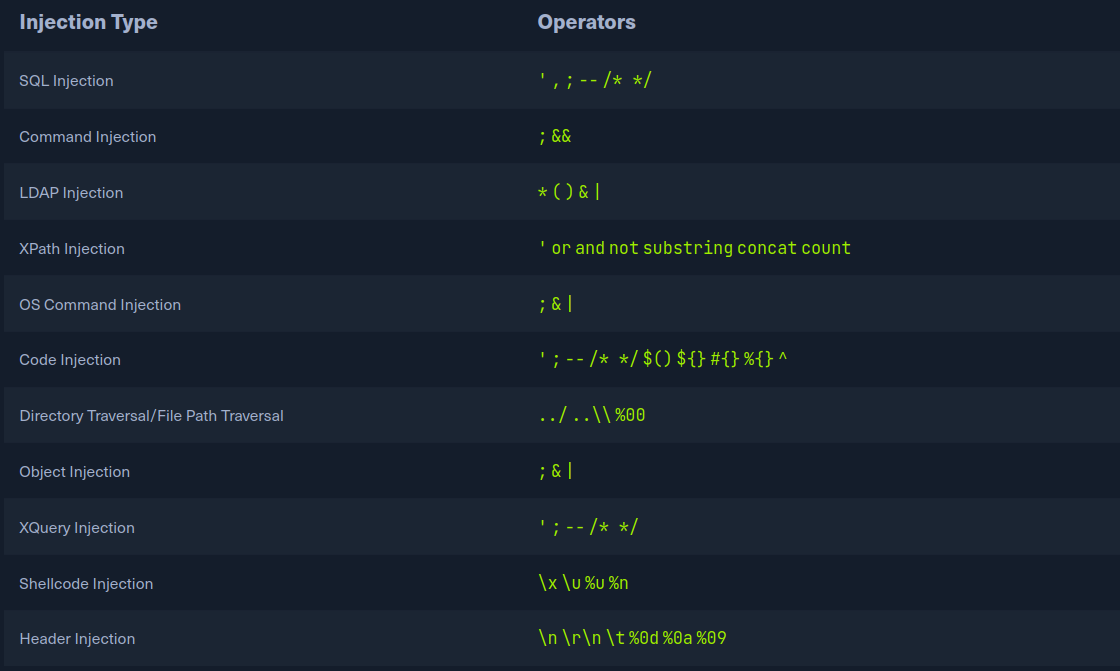 Injection Type Operators
SQL Injection ' , ; -- /* */
Command Injection ; &&
LDAP Injection * ( ) & |
XPath Injection ' or and not substring concat count
OS Command Injection ; & |
Code Injection ' ; -- /* */ $() ${} #{} %{} ^
Directory Traversal/File Path Traversal ../ ..\\ %00
Object Injection ; & |
XQuery Injection ' ; -- /* */
Shellcode Injection \x \u %u %n
Header Injection \n \r\n \t %0d %0a %09